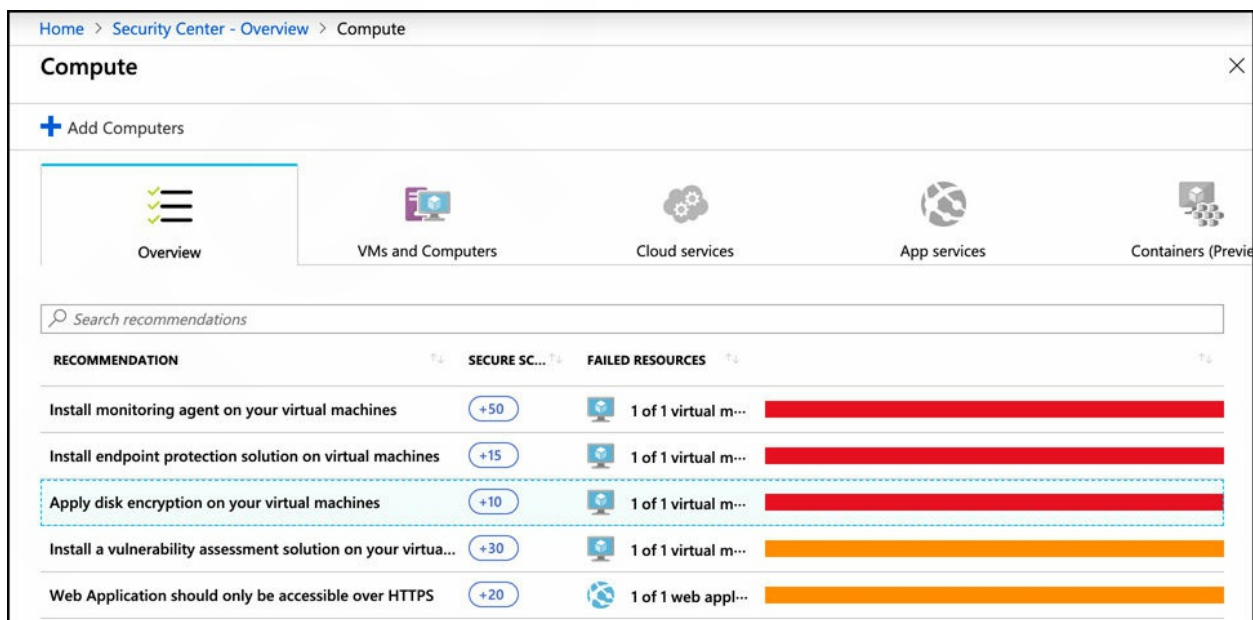 Home > Security Center - Overview > Compute
Compute
Add Computers
Overview
VMs and Computers
Cloud services
App services
Containers (Previe
Search recommendations
RECOMMENDATION SECURE SC... FAILED RESOURCES
Install monitoring agent on your virtual machines +50 1 of 1 virtual m...
Install endpoint protection solution on virtual machines +15 1 of 1 virtual m...
Apply disk encryption on your virtual machines +10 1 of 1 virtual m...
Install a vulnerability assessment solution on your virtua... +30 1 of 1 virtual m...
Web Application should only be accessible over HTTPS +20 1 of 1 web appl...